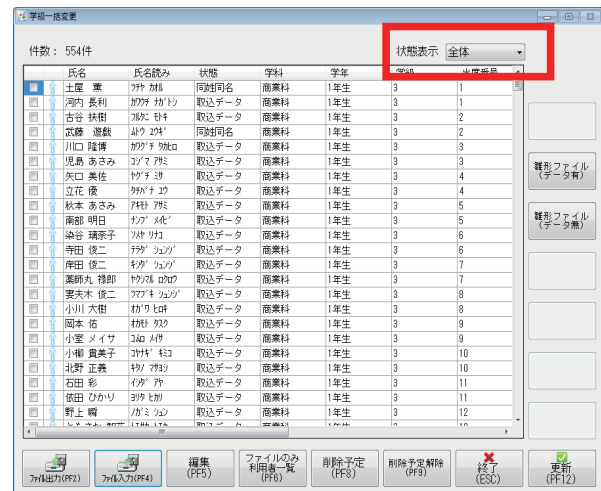 学級一括変更
件数： 554件
状態表示 全体
氏名 氏名読み 状態 学科 学年 学級 出席番号
土屋 薫 ﾂﾁﾔ ｶｵﾙ 同姓同名 商業科 1年生 3 1
河内 長利 ｶﾜｳﾁ ﾅｶﾞﾄｼ 取込データ 商業科 1年生 3 1
古谷 扶樹 ﾌﾙﾀﾆ ﾓﾄｷ 取込データ 商業科 1年生 3 2
武藤 遊戯 ﾑﾄｳ ﾕｳｷﾞ 同姓同名 商業科 1年生 3 2
川口 隆博 ｶﾜｸﾞﾁ ﾀｶﾋﾛ 取込データ 商業科 1年生 3 3
児島 あさみ ｺｼﾞﾏ ｱｻﾐ 取込データ 商業科 1年生 3 3
矢口 美佐 ﾔｸﾞﾁ ﾐｻ 取込データ 商業科 1年生 3 4
立花 優 ﾀﾁﾊﾞﾅ ﾕｳ 取込データ 商業科 1年生 3 4
秋本 あさみ ｱｷﾓﾄ ｱｻﾐ 取込データ 商業科 1年生 3 5
南部 明日 ﾅﾝﾌﾞ ﾒｲﾋﾞ 取込データ 商業科 1年生 3 5
染谷 璃奈子 ｿﾒﾔ ﾘﾅｺ 取込データ 商業科 1年生 3 6
寺田 俊二 ﾃﾗﾀﾞ ｼｭﾝｼﾞ 取込データ 商業科 1年生 3 6
岸田 俊二 ｷｼﾀﾞ ｼｭﾝｼﾞ 取込データ 商業科 1年生 3 7
薬師丸 禄郎 ﾔｸｼﾏﾙ ﾛｸﾛｳ 取込データ 商業科 1年生 3 7
妻夫木 俊二 ﾂﾏﾌﾞｷ ｼｭﾝｼﾞ 取込データ 商業科 1年生 3 8
小川 大樹 ｵｶﾞﾜ ﾋﾛｷ 取込データ 商業科 1年生 3 8
岡本 佑 ｵｶﾓﾄ ﾀｽｸ 取込データ 商業科 1年生 3 9
小室 メイサ ｺﾑﾛ ﾒｲｻ 取込データ 商業科 1年生 3 9
小柳 貴美子 ｺﾔﾅｷﾞ ｷﾐｺ 取込データ 商業科 1年生 3 10
北野 正義 ｷﾀﾉ ﾏｻﾖｼ 取込データ 商業科 1年生 3 10
石田 彩 ｲｼﾀﾞ ｱﾔ 取込データ 商業科 1年生 3 11
依田 ひかり ﾖﾘﾀ ﾋｶﾘ 取込データ 商業科 1年生 3 11
野上 瞬 ﾉｶﾞﾐ ｼｭﾝ 取込データ 商業科 1年生 3 12
雛形ファイル
（データ有）
雛形ファイル
（データ無）
ﾌｧｲﾙ出力(PF2) ﾌｧｲﾙ入力(PF4)
編集
(PF5)
ファイルのみ
利用者一覧
(PF6)
削除予定
(PF8)
削除予定解除
(PF9)
終了
(ESC)
更新
(PF12)